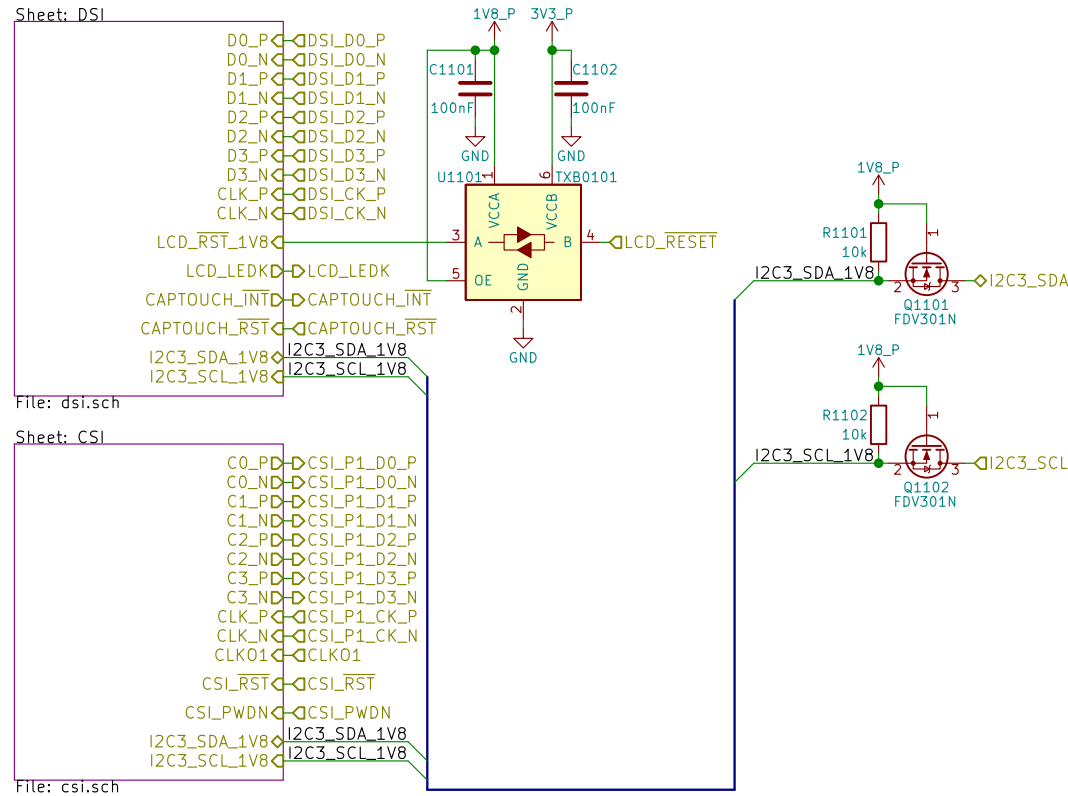 Sheet: DSI
D0_P DSI_D0_P
D0_N DSI_D0_N
D1_P DSI_D1_P
D1_N DSI_D1_N
D2_P DSI_D2_P
D2_N DSI_D2_N
D3_P DSI_D3_P
D3_N DSI_D3_N
CLK_P DSI_CK_P
CLK_N DSI_CK_N
LCD_RST_1V8
LCD_LEDK LCD_LEDK
CAPTOUCH_INT CAPTOUCH_INT
CAPTOUCH_RST CAPTOUCH_RST
I2C3_SDA_1V8 I2C3_SDA_1V8
I2C3_SCL_1V8 I2C3_SCL_1V8
File: dsi.sch
1V8_P 3V3_P
C1101 C1102
100nF 100nF
GND GND
U1101 1 6 TXB0101
VCCA VCCB
3 A B 4 LCD_RESET
5 OE GND
2
GND
1V8_P
R1101 1
10k
I2C3_SDA_1V8 2 3 I2C3_SDA
Q1101
FDV301N
1V8_P
R1102 1
10k
I2C3_SCL_1V8 2 3 I2C3_SCL
Q1102
FDV301N
Sheet: CSI
C0_P CSI_P1_D0_P
C0_N CSI_P1_D0_N
C1_P CSI_P1_D1_P
C1_N CSI_P1_D1_N
C2_P CSI_P1_D2_P
C2_N CSI_P1_D2_N
C3_P CSI_P1_D3_P
C3_N CSI_P1_D3_N
CLK_P CSI_P1_CK_P
CLK_N CSI_P1_CK_N
CLKO1 CLKO1
CSI_RST CSI_RST
CSI_PWDN CSI_PWDN
I2C3_SDA_1V8 I2C3_SDA_1V8
I2C3_SCL_1V8 I2C3_SCL_1V8
File: csi.sch